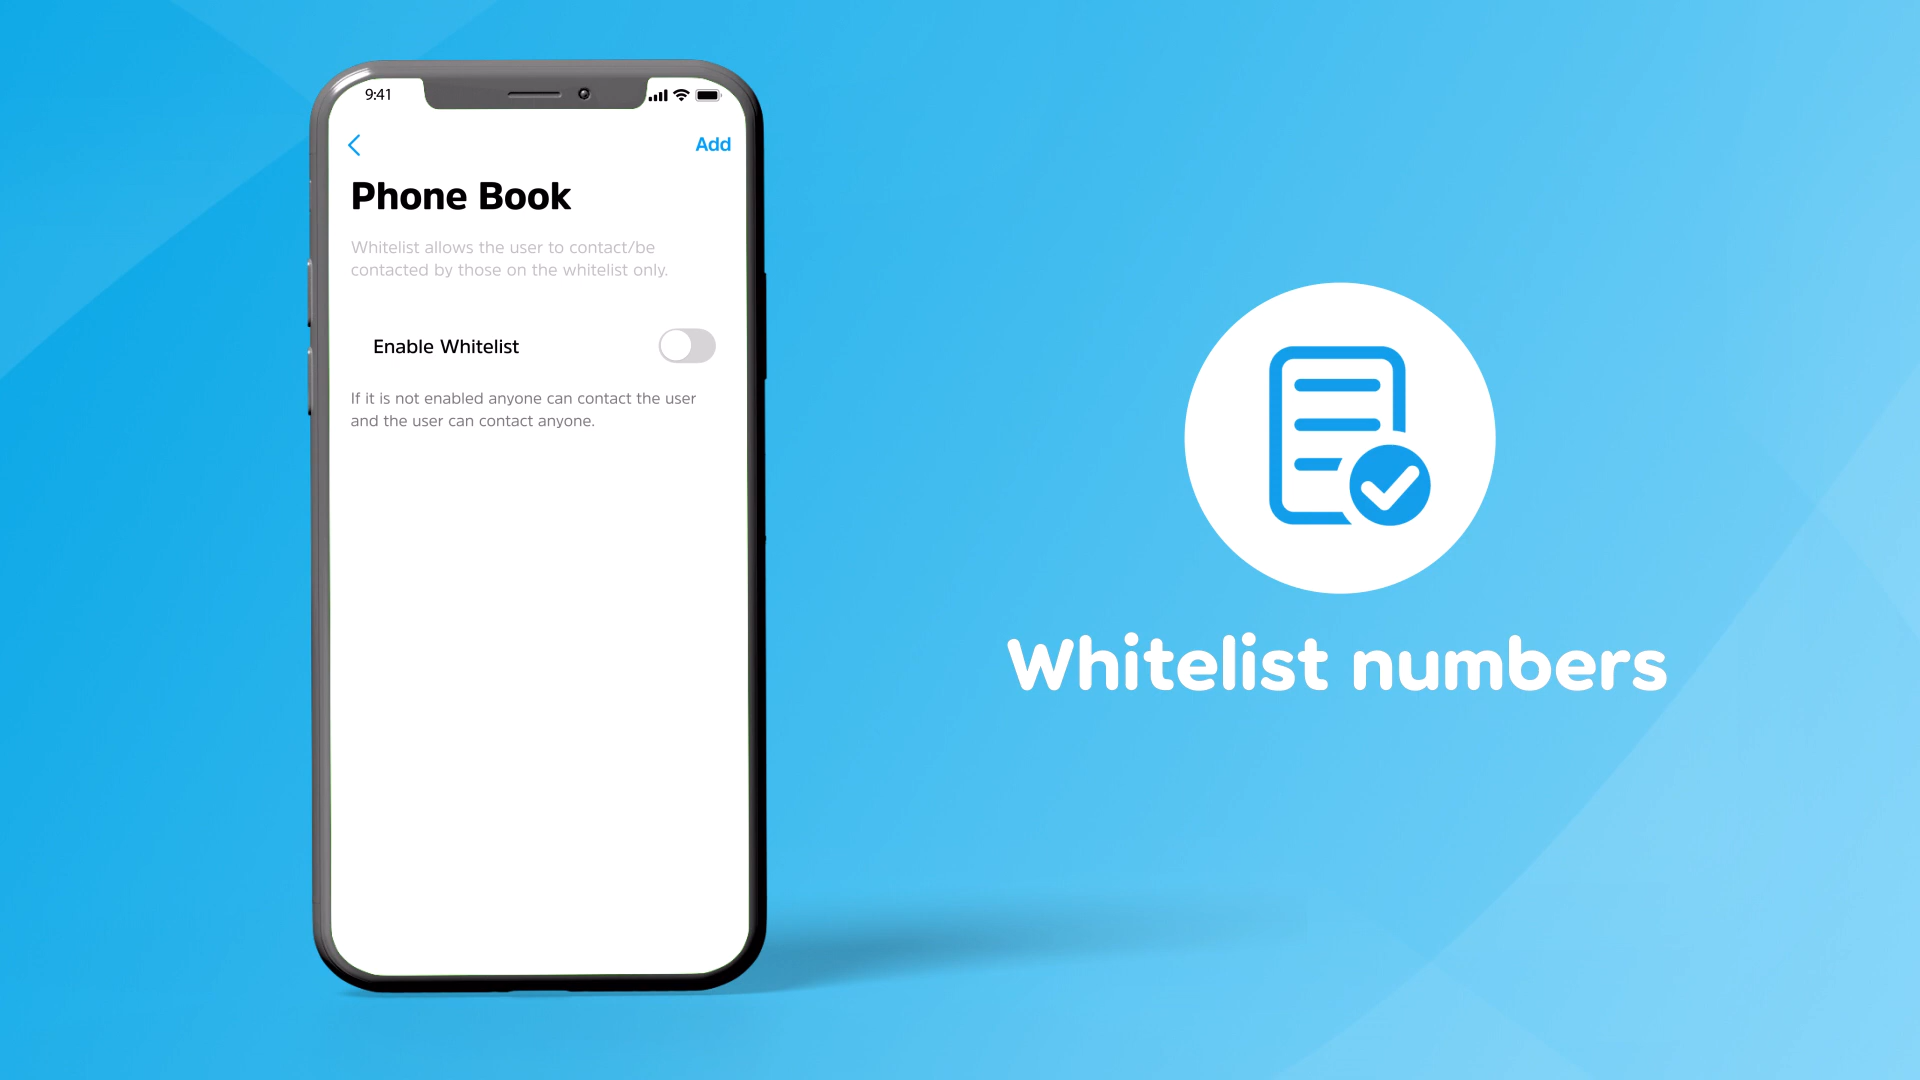 9:41
Add
Phone Book
Whitelist allows the user to contact/be
contacted by those on the whitelist only.
Enable Whitelist
If it is not enabled anyone can contact the user
and the user can contact anyone.
Whitelist numbers